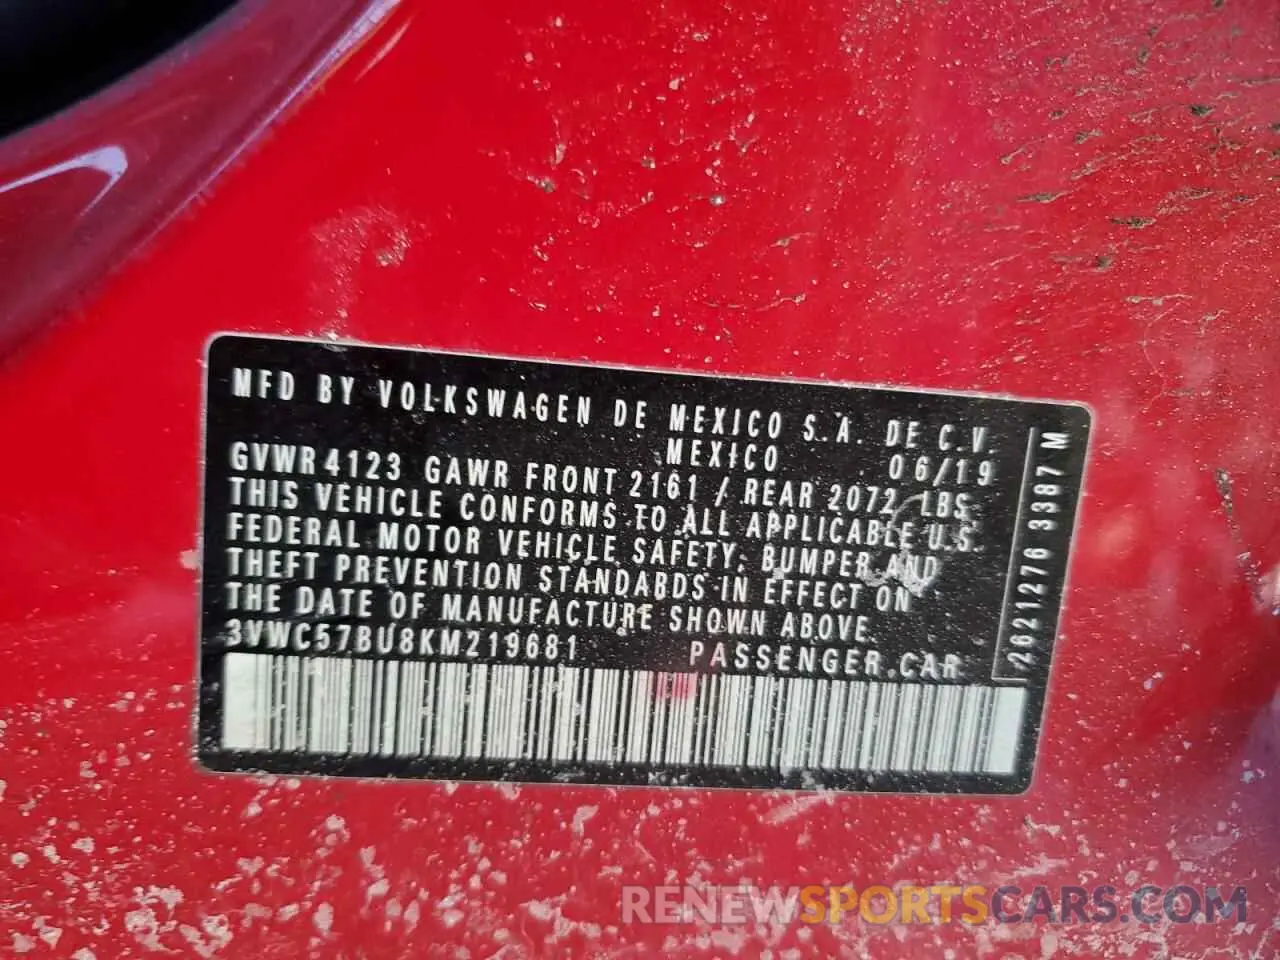 MFD BY VOLKSWAGEN DE MEXICO S.A. DE C.V.
MEXICO 06/19
GVWR 4123 GAWR FRONT 2161 / REAR 2072 LBS
THIS VEHICLE CONFORMS TO ALL APPLICABLE U.S.
FEDERAL MOTOR VEHICLE SAFETY, BUMPER AND
THEFT PREVENTION STANDARDS IN EFFECT ON
THE DATE OF MANUFACTURE SHOWN ABOVE.
3VWC57BU8KM219681 PASSENGER CAR
2621276 3387 M
RENEWSPORTSCARS.COM